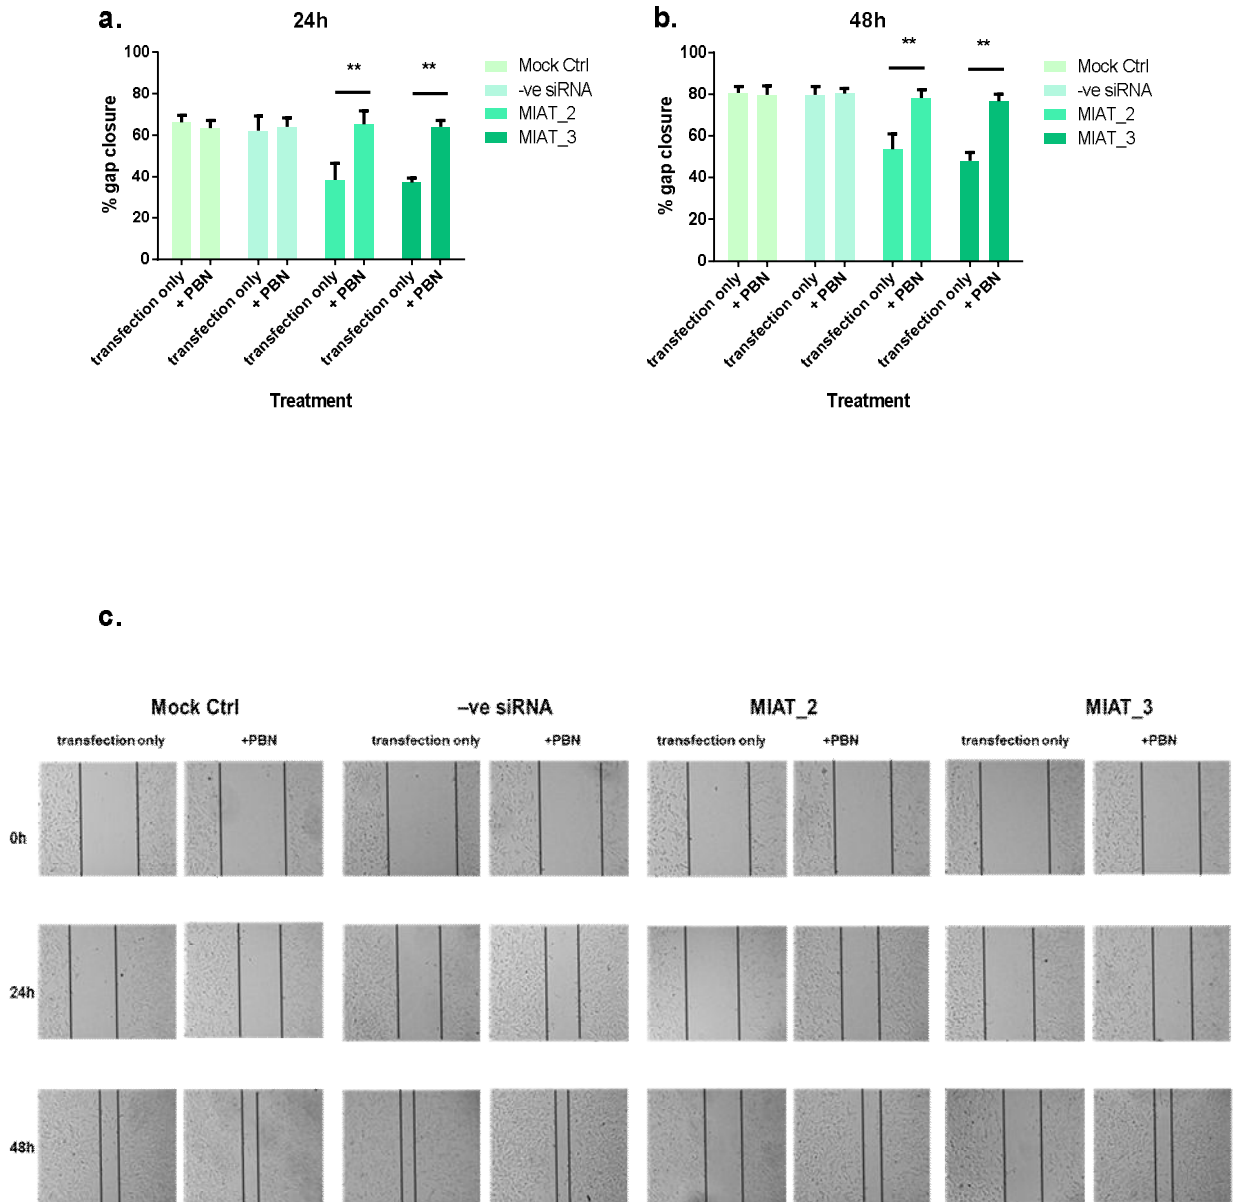 a.
24h
**
**
100
80
60
40
20
0
% gap closure
transfection only
+ PBN
transfection only
+ PBN
transfection only
+ PBN
transfection only
+ PBN
Treatment
Mock Ctrl
-ve siRNA
MIAT_2
MIAT_3
b.
48h
**
**
100
80
60
40
20
0
% gap closure
transfection only
+ PBN
transfection only
+ PBN
transfection only
+ PBN
transfection only
+ PBN
Treatment
Mock Ctrl
-ve siRNA
MIAT_2
MIAT_3
c.
Mock Ctrl –ve siRNA MIAT_2 MIAT_3
transfection only +PBN transfection only +PBN transfection only +PBN transfection only +PBN
0h
24h
48h